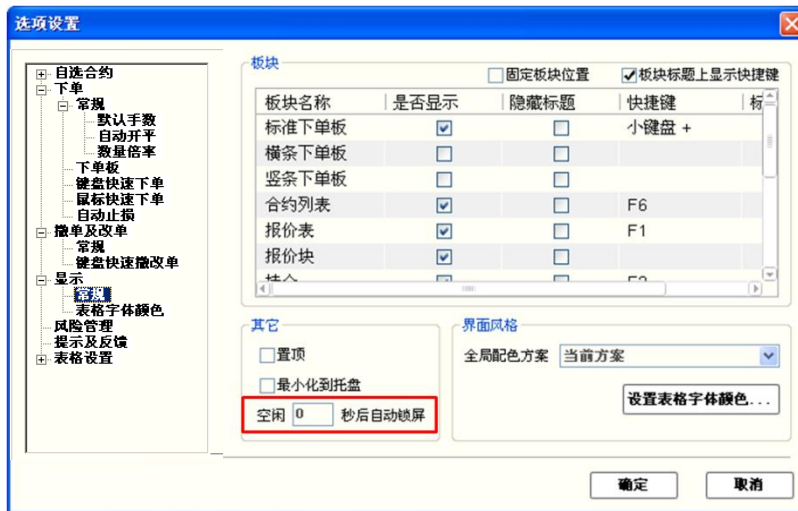 选项设置
自选合约
下单
常规
默认手数
自动开平
数量倍率
下单板
键盘快速下单
鼠标快速下单
自动止损
撤单及改单
常规
键盘快速撤改单
显示
常规
表格字体颜色
风险管理
提示及反馈
表格设置
板块
固定板块位置 板块标题上显示快捷键
板块名称 是否显示 隐藏标题 快捷键 标
标准下单板 小键盘 +
横条下单板
竖条下单板
合约列表 F6
报价表 F1
报价块
其它
置顶
最小化到托盘
空闲 0 秒后自动锁屏
界面风格
全局配色方案 当前方案
设置表格字体颜色...
确定 取消